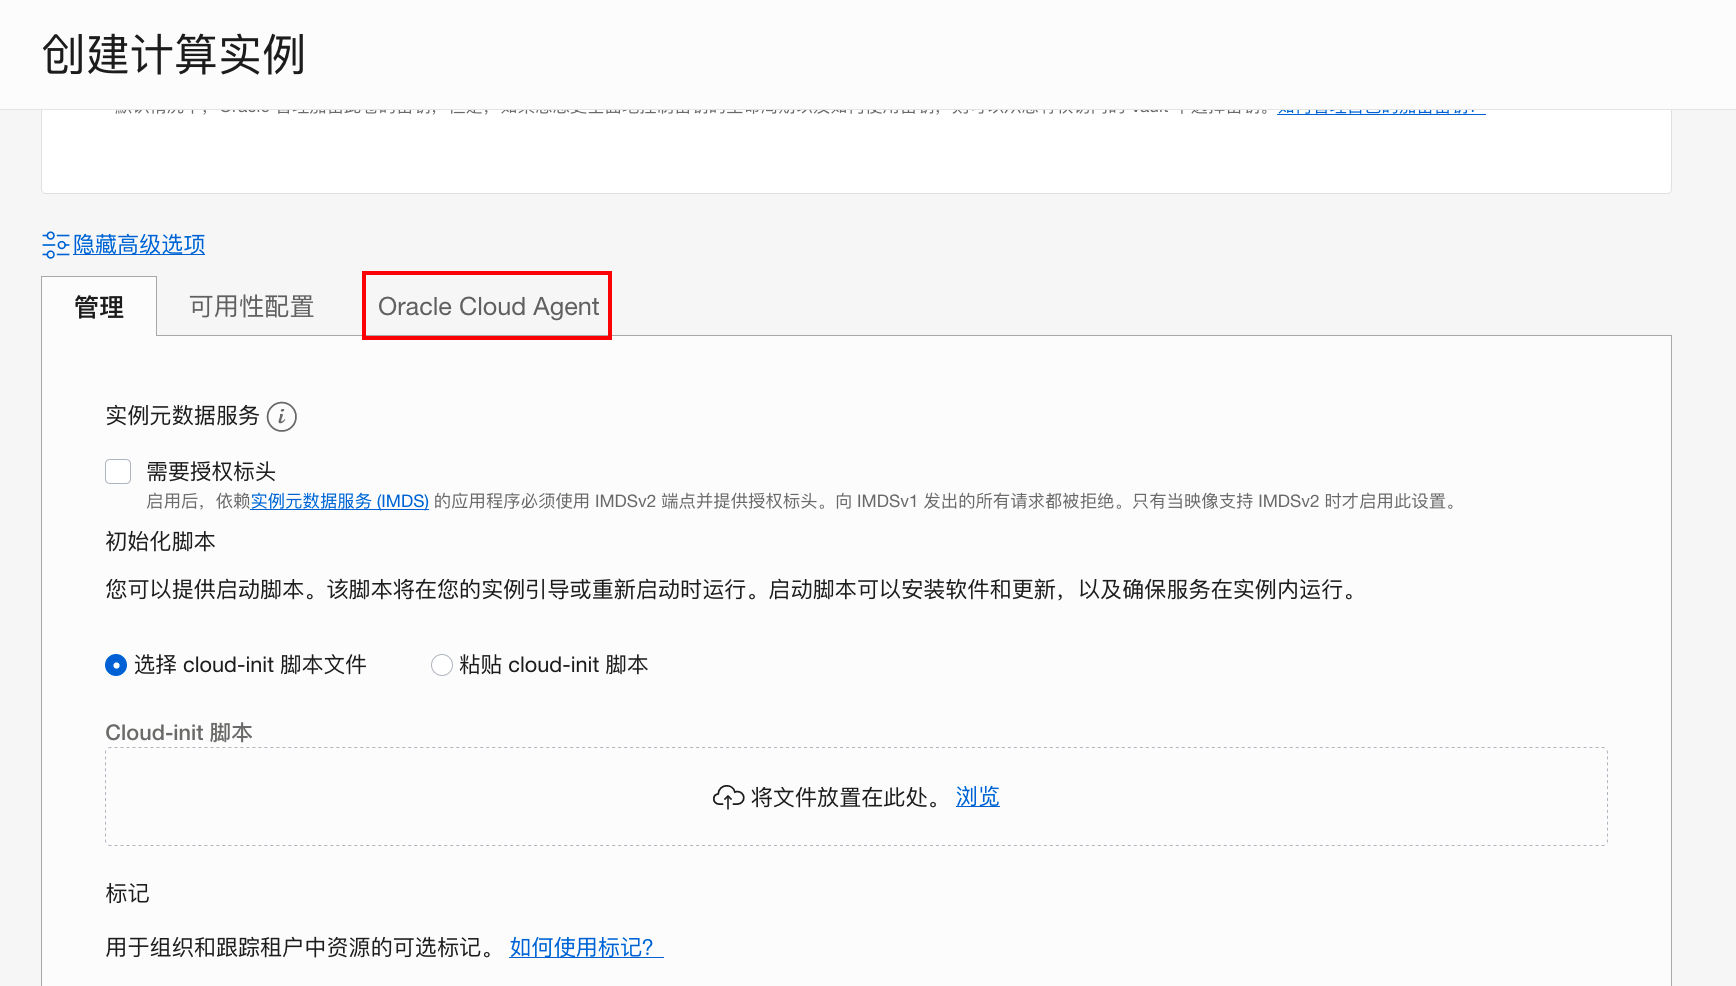 创建计算实例
隐藏高级选项
管理
可用性配置
Oracle Cloud Agent
实例元数据服务
需要授权标头
启用后，依赖实例元数据服务 (IMDS) 的应用程序必须使用 IMDSv2 端点并提供授权标头。向 IMDSv1 发出的所有请求都被拒绝。只有当映像支持 IMDSv2 时才启用此设置。
初始化脚本
您可以提供启动脚本。该脚本将在您的实例引导或重新启动时运行。启动脚本可以安装软件和更新，以及确保服务在实例内运行。
选择 cloud-init 脚本文件
粘贴 cloud-init 脚本
Cloud-init 脚本
将文件放置在此处。 浏览
标记
用于组织和跟踪租户中资源的可选标记。 如何使用标记？